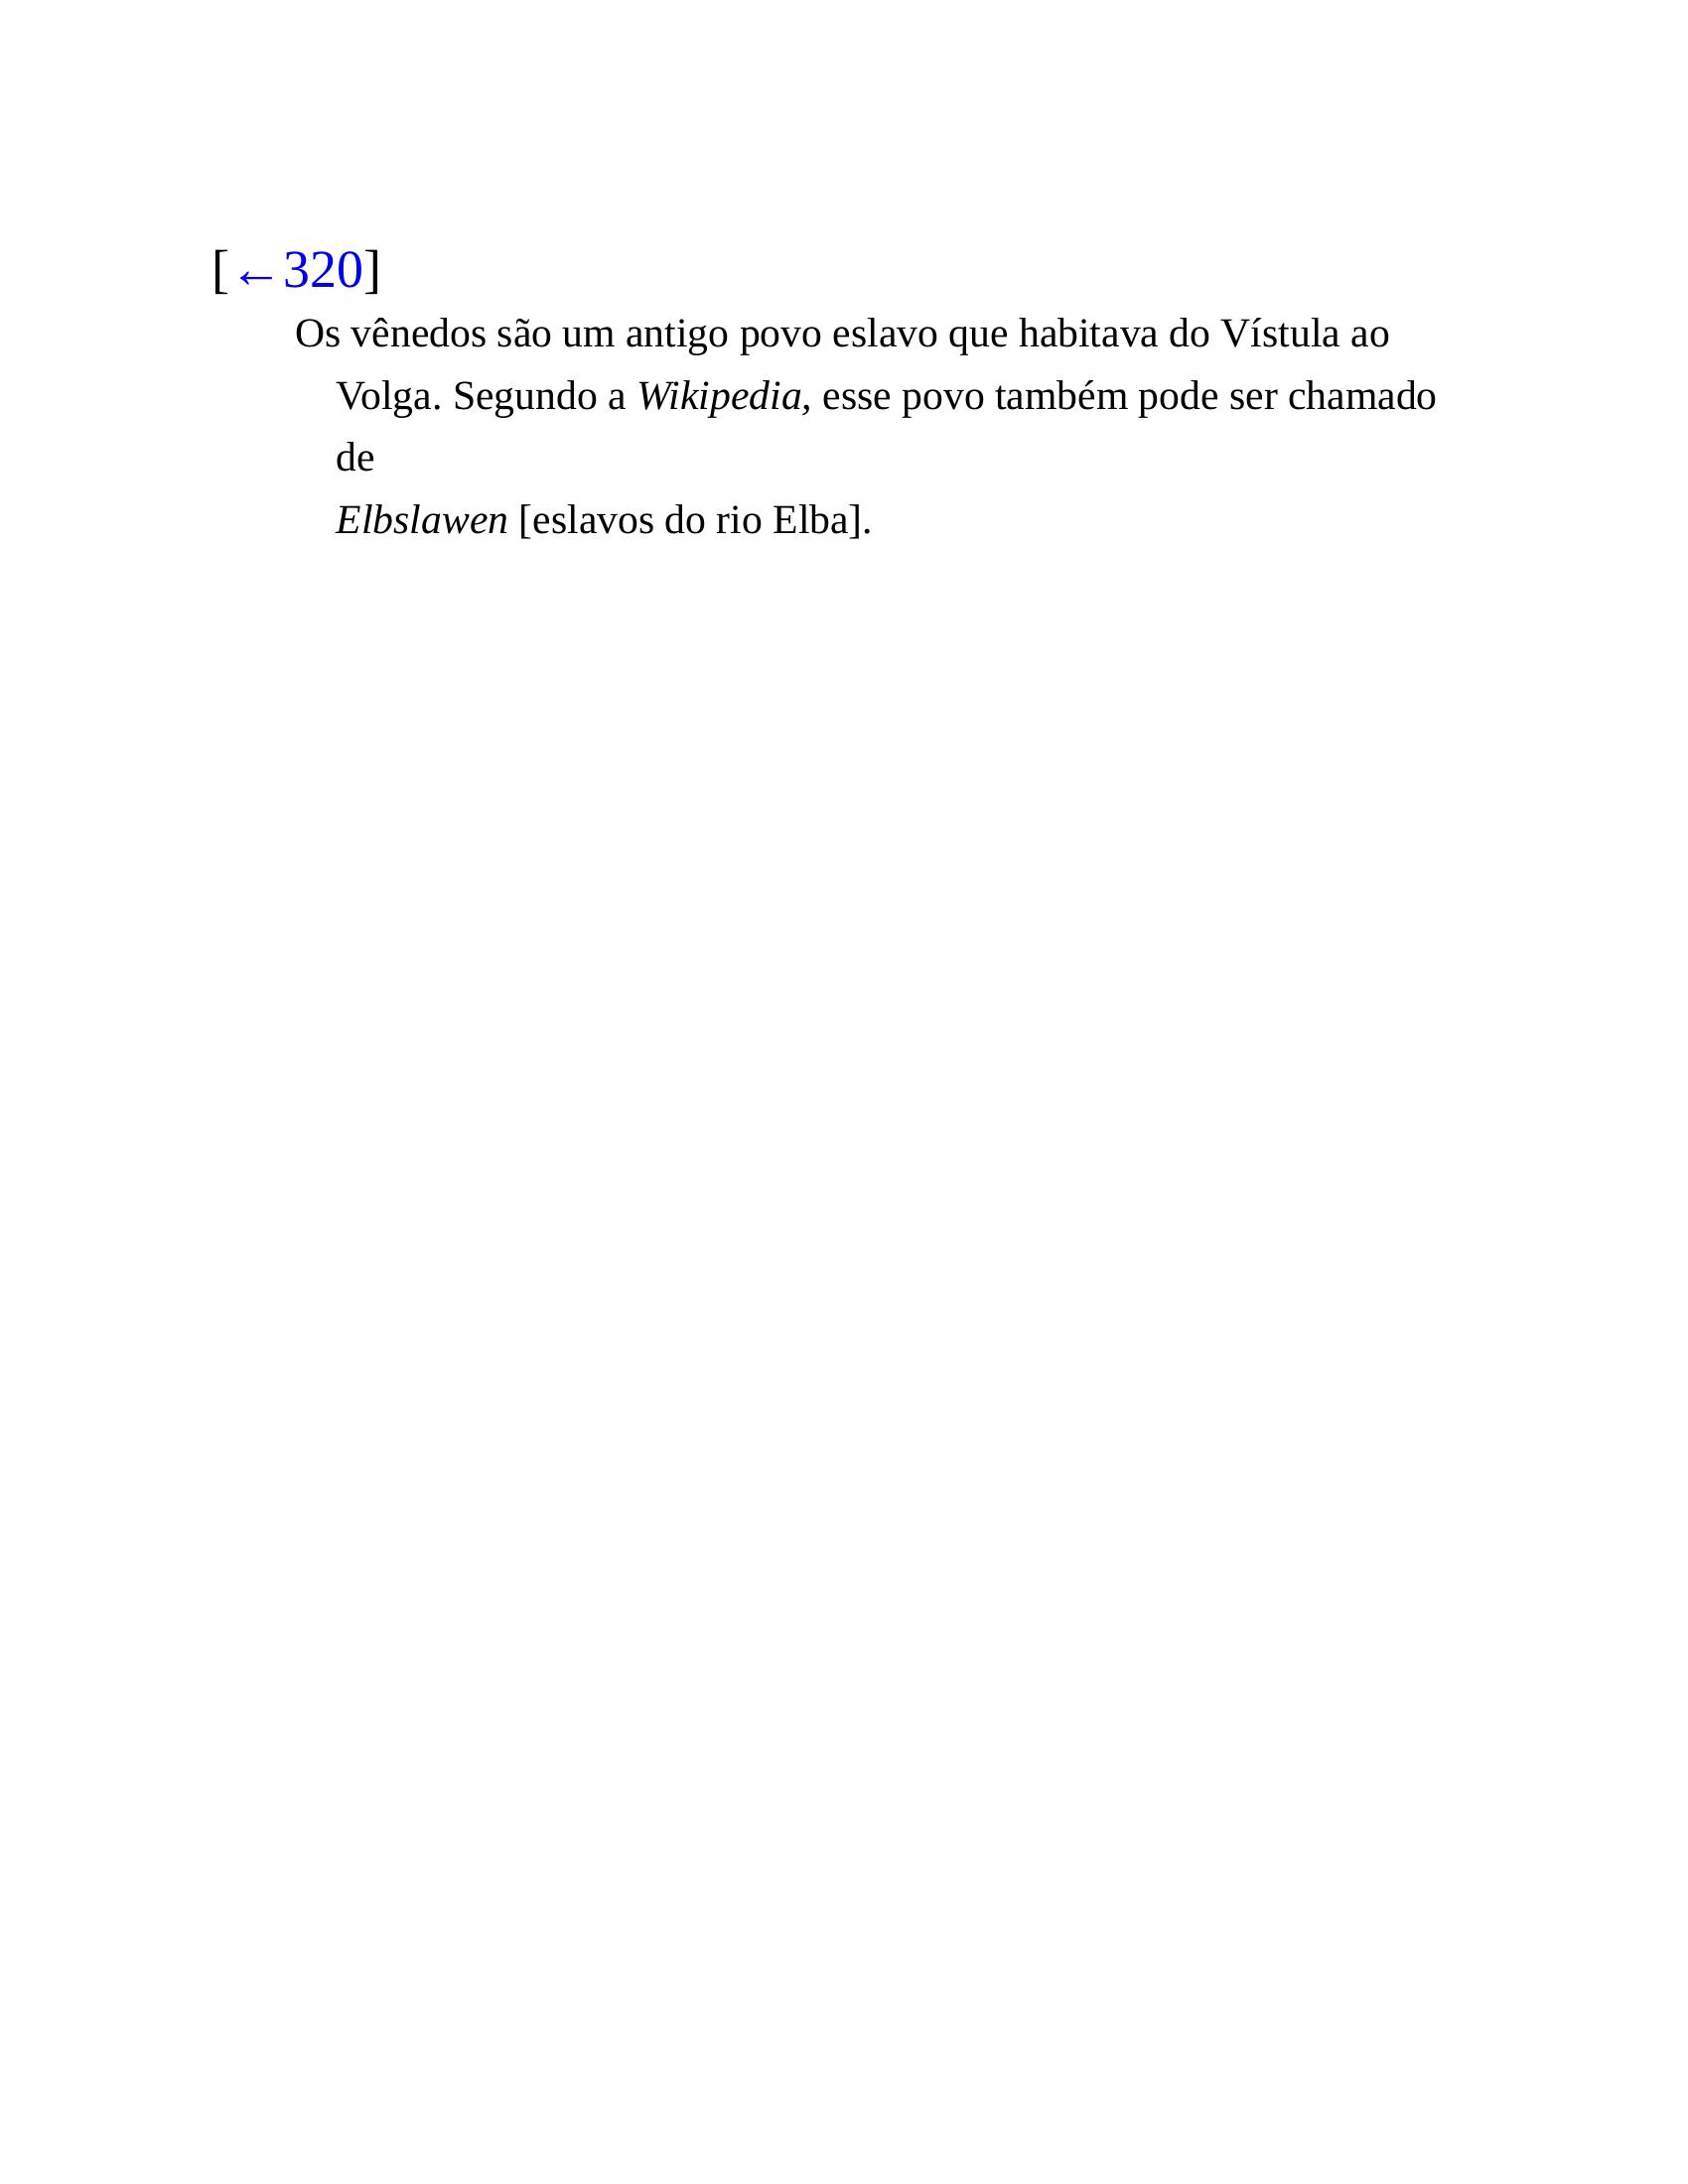 [←320]
Os vênedos são um antigo povo eslavo que habitava do Vístula ao
Volga. Segundo a Wikipedia, esse povo também pode ser chamado
de
Elbslawen [eslavos do rio Elba].